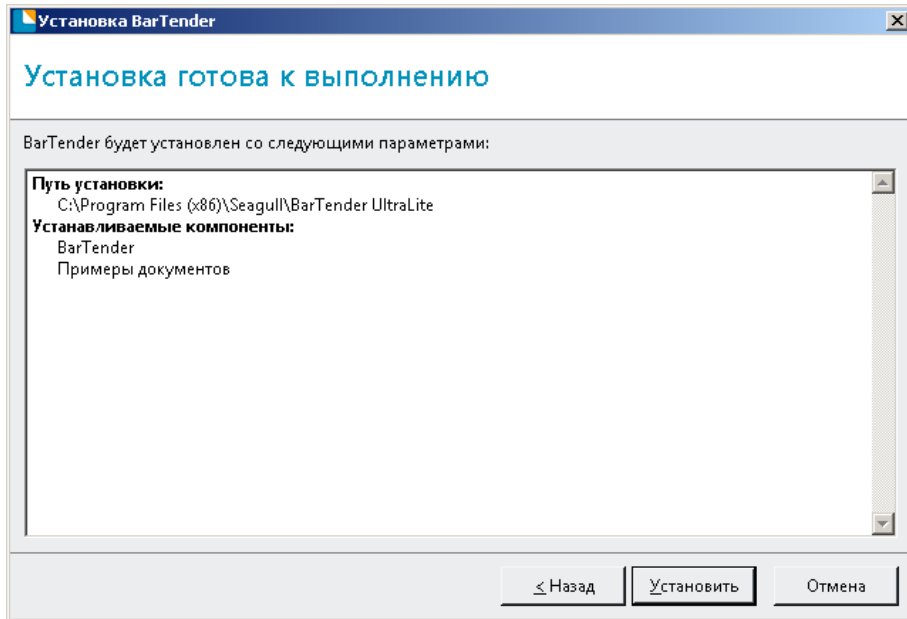 Установка BarTender
Установка готова к выполнению
BarTender будет установлен со следующими параметрами:
Путь установки:
C:\Program Files (x86)\Seagull\BarTender UltraLite
Устанавливаемые компоненты:
BarTender
Примеры документов
< Назад
Установить
Отмена